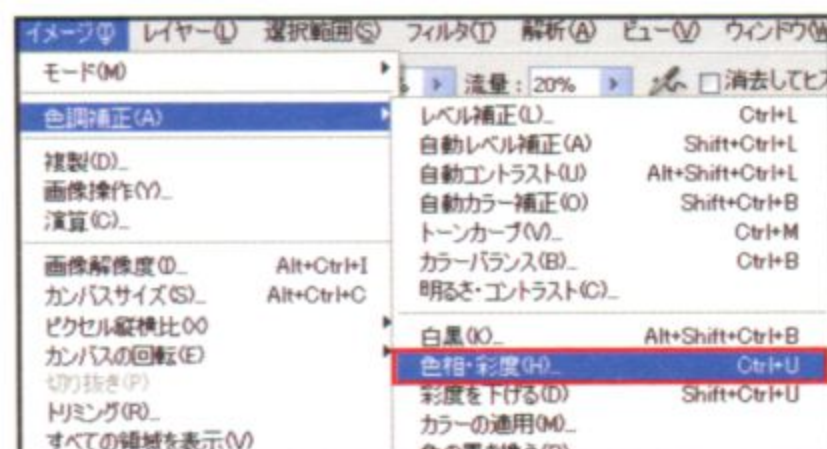 イメージ(I) レイヤー(L) 選択範囲(S) フィルタ(T) 解析(A) ビュー(V) ウィンドウ(W
モード(M)
% 流量: 20% 消去してヒス
色調補正(A)
レベル補正(L)... Ctrl+L
自動レベル補正(A) Shift+Ctrl+L
自動コントラスト(U) Alt+Shift+Ctrl+L
自動カラー補正(O) Shift+Ctrl+B
トーンカーブ(V)... Ctrl+M
カラーバランス(B)... Ctrl+B
明るさ・コントラスト(C)...
白黒(K)... Alt+Shift+Ctrl+B
色相・彩度(H)... Ctrl+U
彩度を下げる(D) Shift+Ctrl+U
カラーの適用(M)...
複製(D)...
画像操作(Y)...
演算(C)...
画像解像度(I)... Alt+Ctrl+I
カンバスサイズ(S)... Alt+Ctrl+C
ピクセル縦横比(X)
カンバスの回転(E)
切り抜き(P)
トリミング(R)...
すべての領域を表示(V)